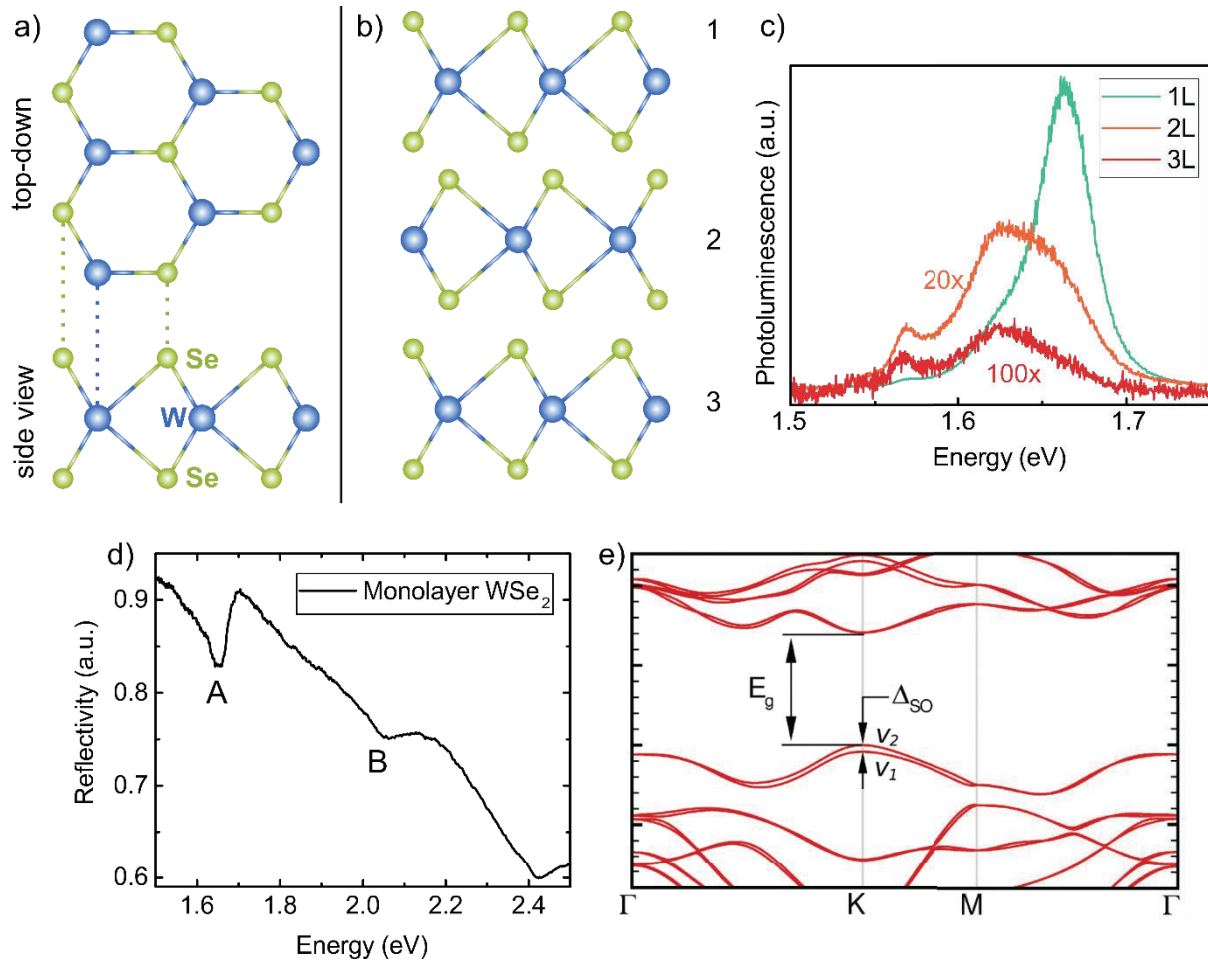 a)
top-down
side view
Se
W
Se
b)
1
2
3
c)
Photoluminescence (a.u.)
1L
2L
3L
20x
100x
1.5
1.6
1.7
Energy (eV)
d)
Reflectivity (a.u.)
0.9
0.8
0.7
0.6
Monolayer WSe₂
A
B
1.6
1.8
2.0
2.2
2.4
Energy (eV)
e)
E_g
Δ_SO
v₂
v₁
Γ
K
M
Γ